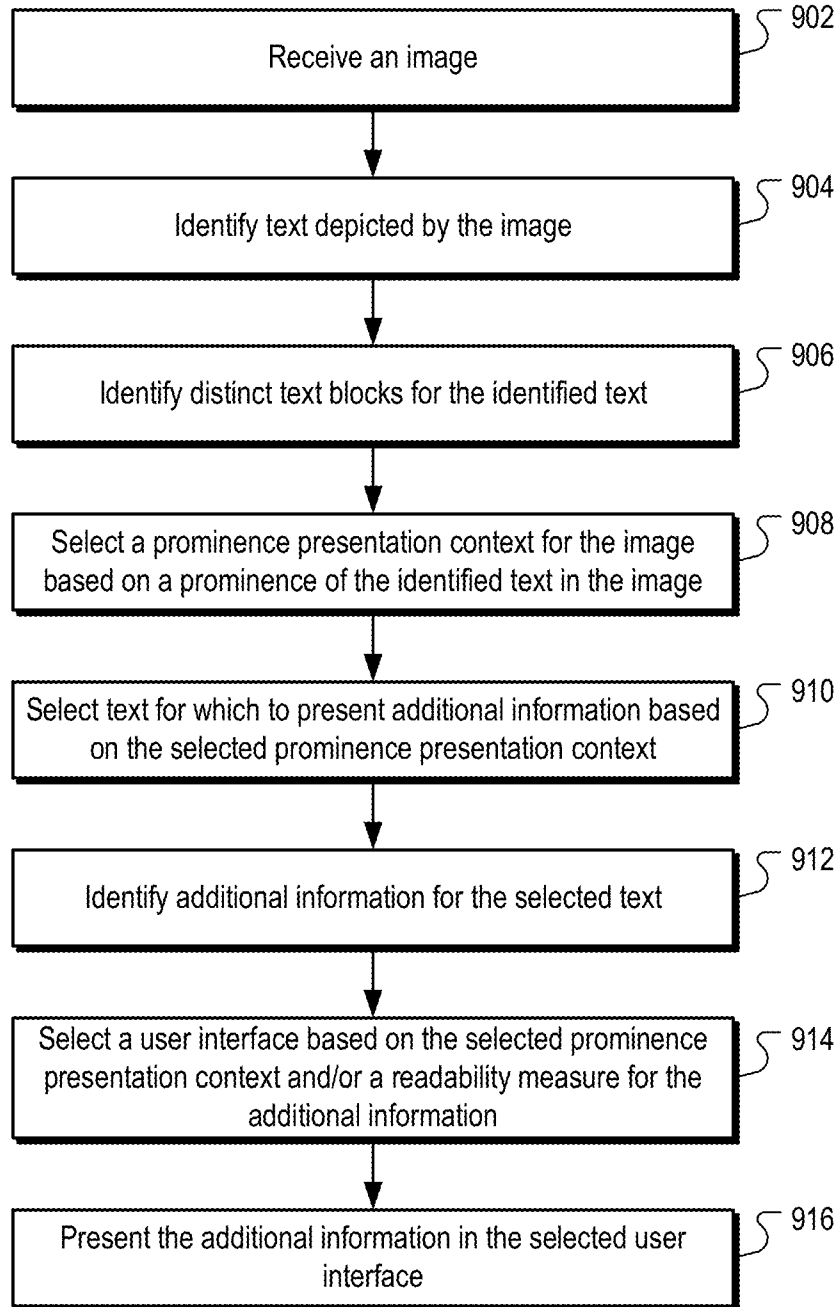 902
Receive an image
904
Identify text depicted by the image
906
Identify distinct text blocks for the identified text
908
Select a prominence presentation context for the image
based on a prominence of the identified text in the image
910
Select text for which to present additional information based
on the selected prominence presentation context
912
Identify additional information for the selected text
914
Select a user interface based on the selected prominence
presentation context and/or a readability measure for the
additional information
916
Present the additional information in the selected user
interface